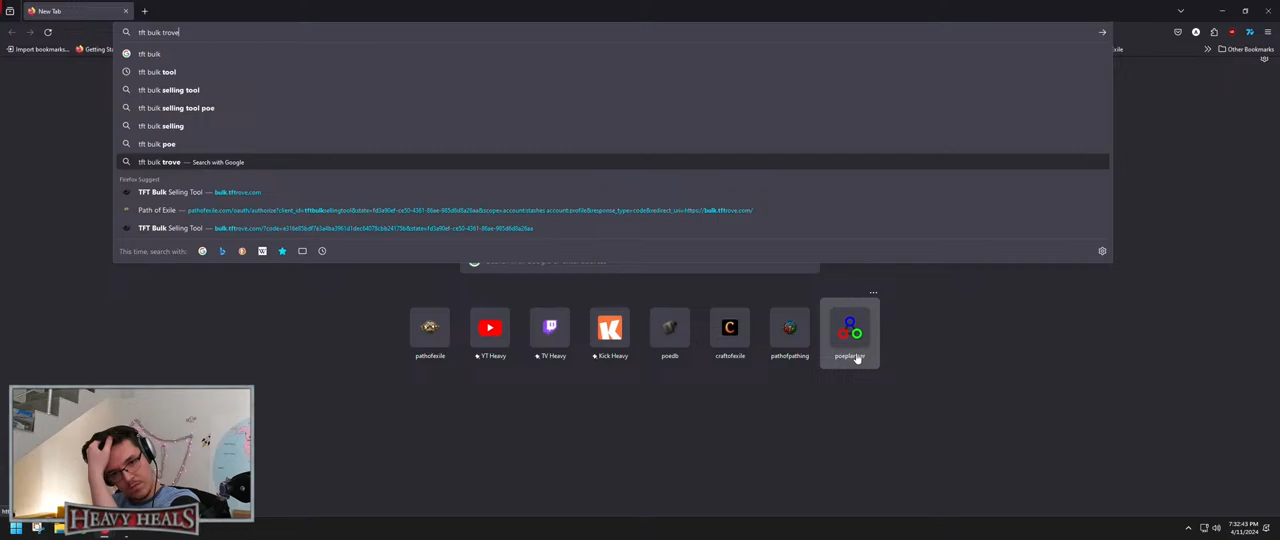 New Tab
tft bulk trove
Import bookmarks...
Getting Sta
file
Other Bookmarks
tft bulk
tft bulk tool
tft bulk selling tool
tft bulk selling tool poe
tft bulk selling
tft bulk poe
tft bulk trove — Search with Google
Firefox Suggest
TFT Bulk Selling Tool — bulk.tftrove.com
Path of Exile —
TFT Bulk Selling Tool —
This time, search with:
pathofexile
YT Heavy
TV Heavy
Kick Heavy
poedb
craftofexile
pathofpathing
HEAVY HEALS
7:32:43 PM
4/11/2024